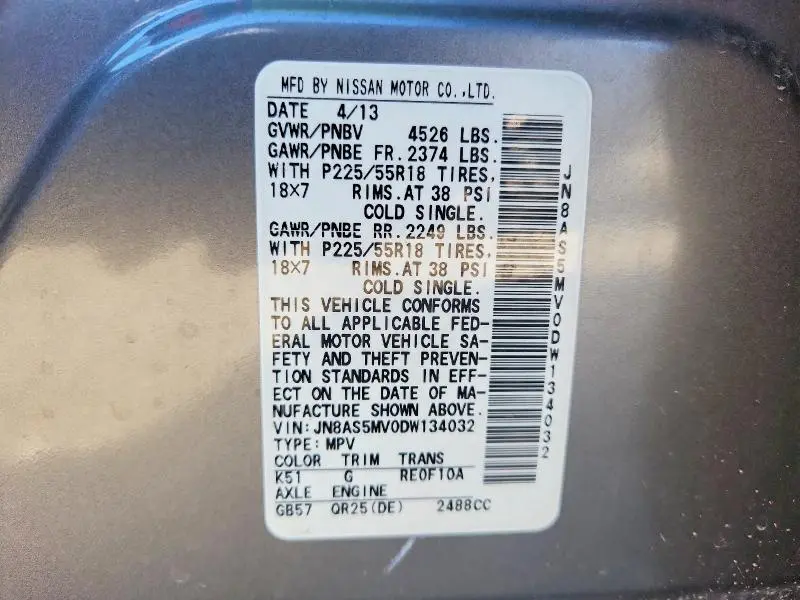 MFD BY NISSAN MOTOR CO.,LTD.
DATE 4/13
GVWR/PNBV 4526 LBS.
GAWR/PNBE FR. 2374 LBS.
WITH P225/55R18 TIRES,
18X7 RIMS. AT 38 PSI
COLD SINGLE.
GAWR/PNBE RR. 2249 LBS.
WITH P225/55R18 TIRES,
18X7 RIMS. AT 38 PSI
COLD SINGLE.
THIS VEHICLE CONFORMS
TO ALL APPLICABLE FED-
ERAL MOTOR VEHICLE SA-
FETY AND THEFT PREVEN-
TION STANDARDS IN EFF-
ECT ON THE DATE OF MA-
NUFACTURE SHOWN ABOVE.
VIN: JN8AS5MV0DW134032
TYPE: MPV
COLOR TRIM TRANS
K51 G RE0F10A
AXLE ENGINE
GB57 QR25(DE) 2488CC
JN8AS5MV0DW134032